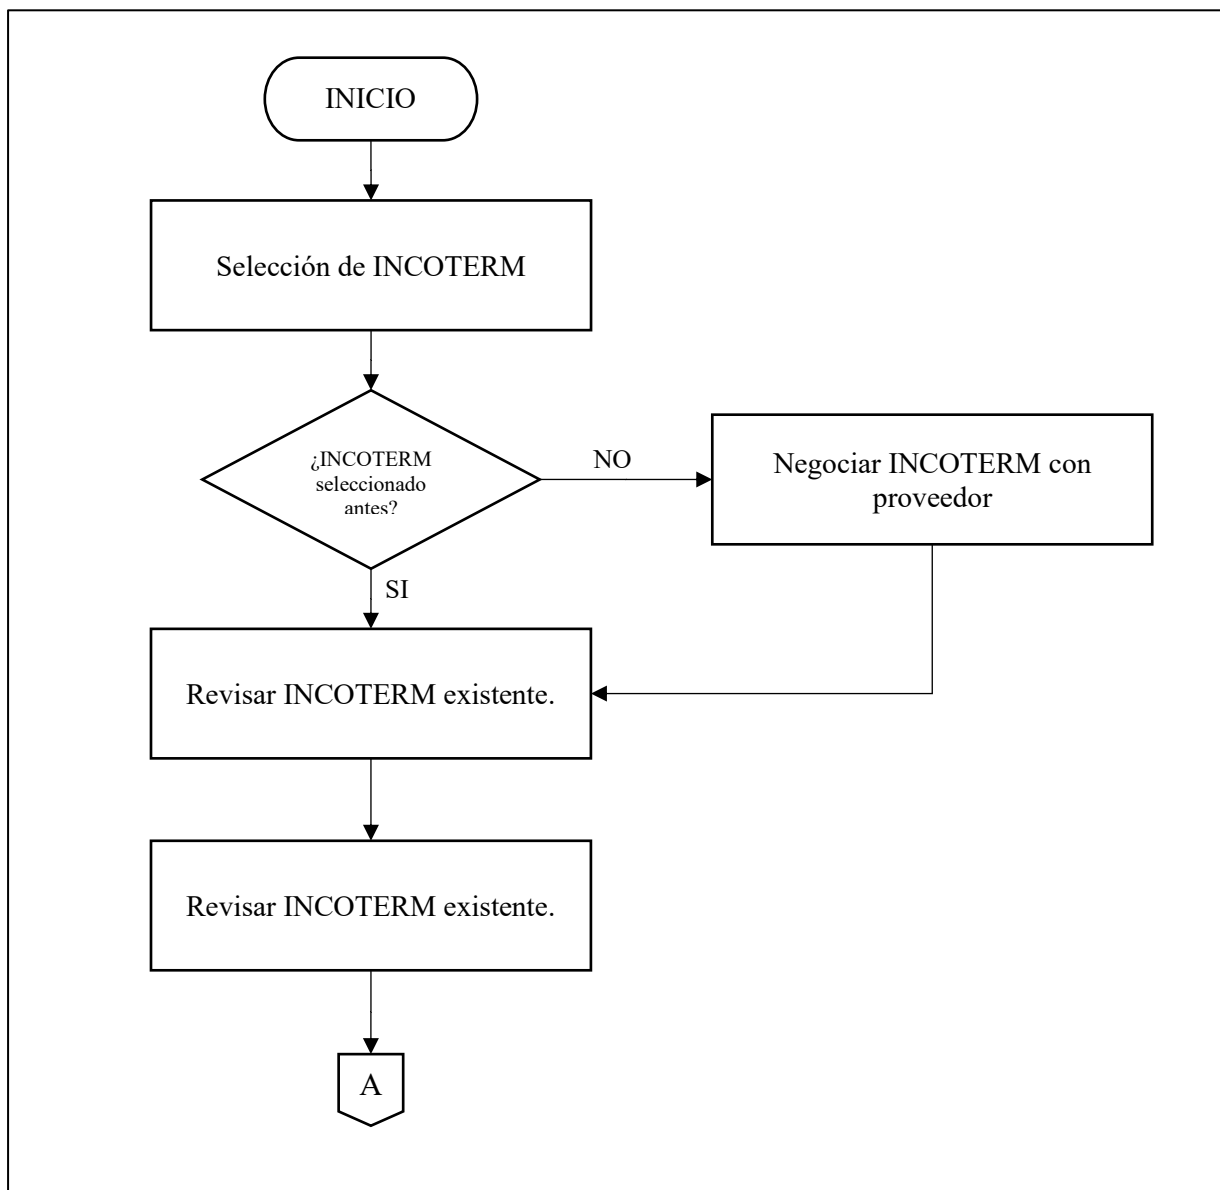 INICIO
Selección de INCOTERM
¿INCOTERM
seleccionado
antes?
NO
Negociar INCOTERM con
proveedor
SI
Revisar INCOTERM existente.
Revisar INCOTERM existente.
A